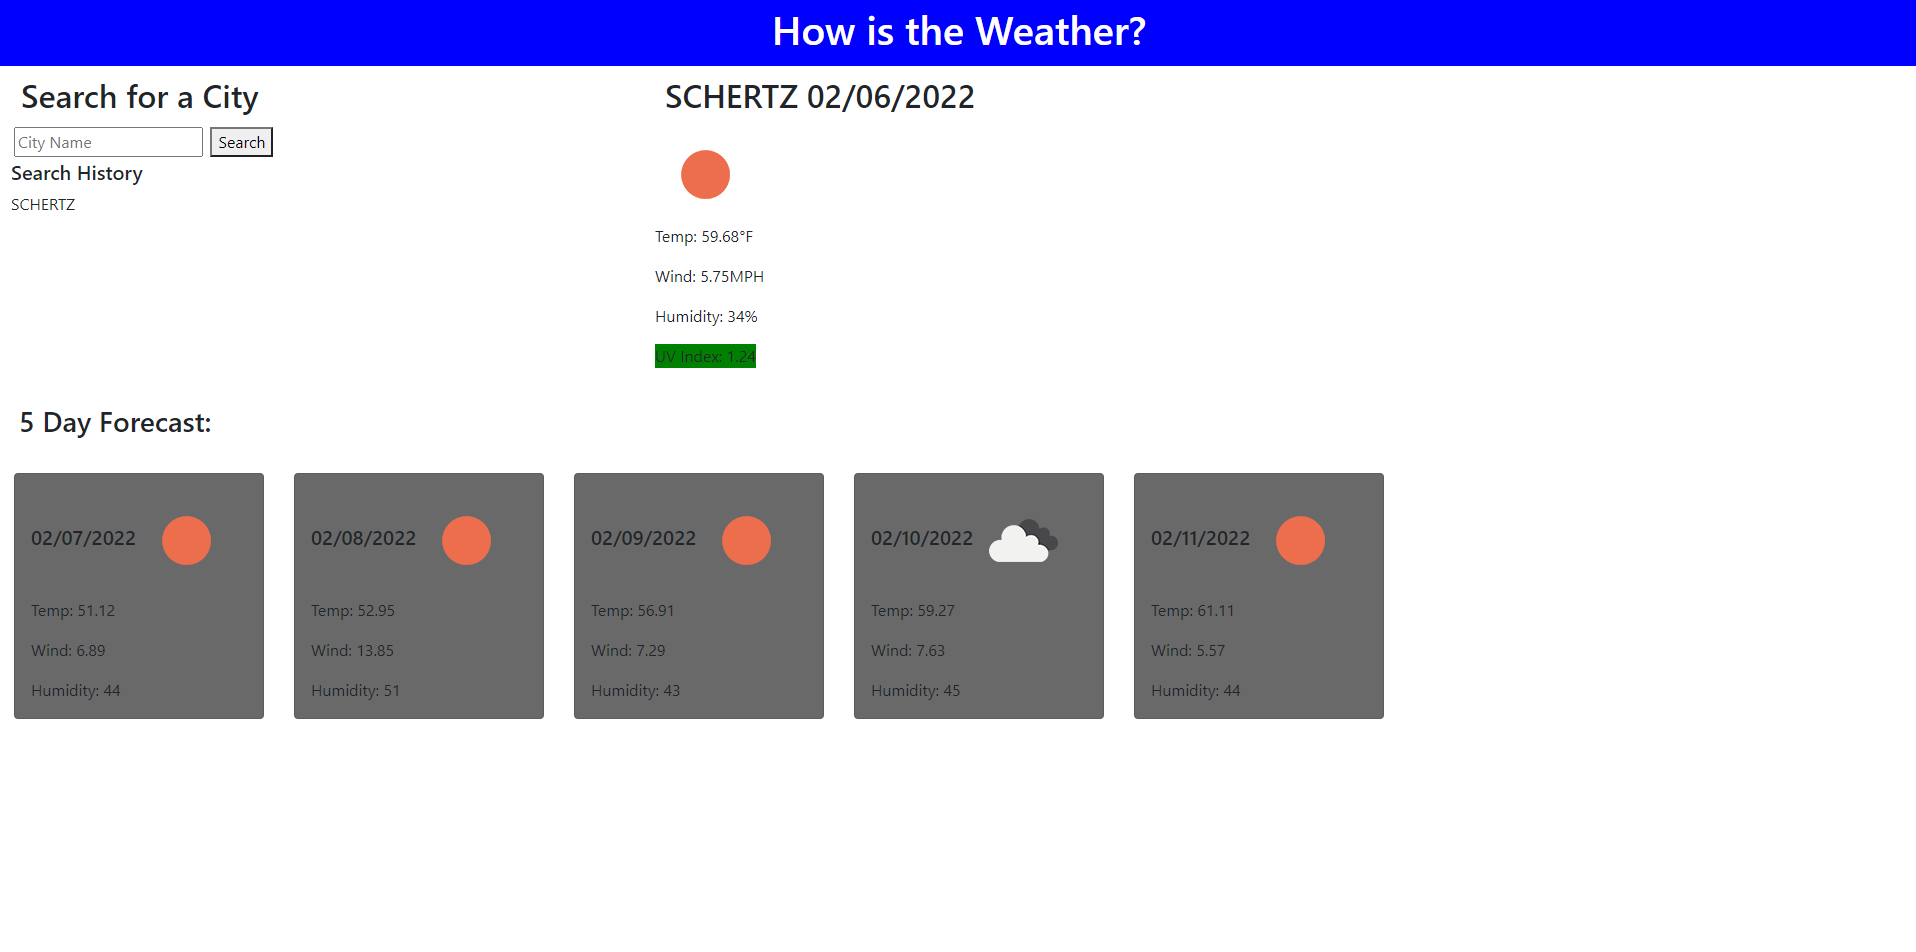 How is the Weather?
Search for a City
City Name
Search
Search History
SCHERTZ
SCHERTZ 02/06/2022
Temp: 59.68°F
Wind: 5.75MPH
Humidity: 34%
UV Index: 1.24
5 Day Forecast:
02/07/2022
Temp: 51.12
Wind: 6.89
Humidity: 44
02/08/2022
Temp: 52.95
Wind: 13.85
Humidity: 51
02/09/2022
Temp: 56.91
Wind: 7.29
Humidity: 43
02/10/2022
Temp: 59.27
Wind: 7.63
Humidity: 45
02/11/2022
Temp: 61.11
Wind: 5.57
Humidity: 44